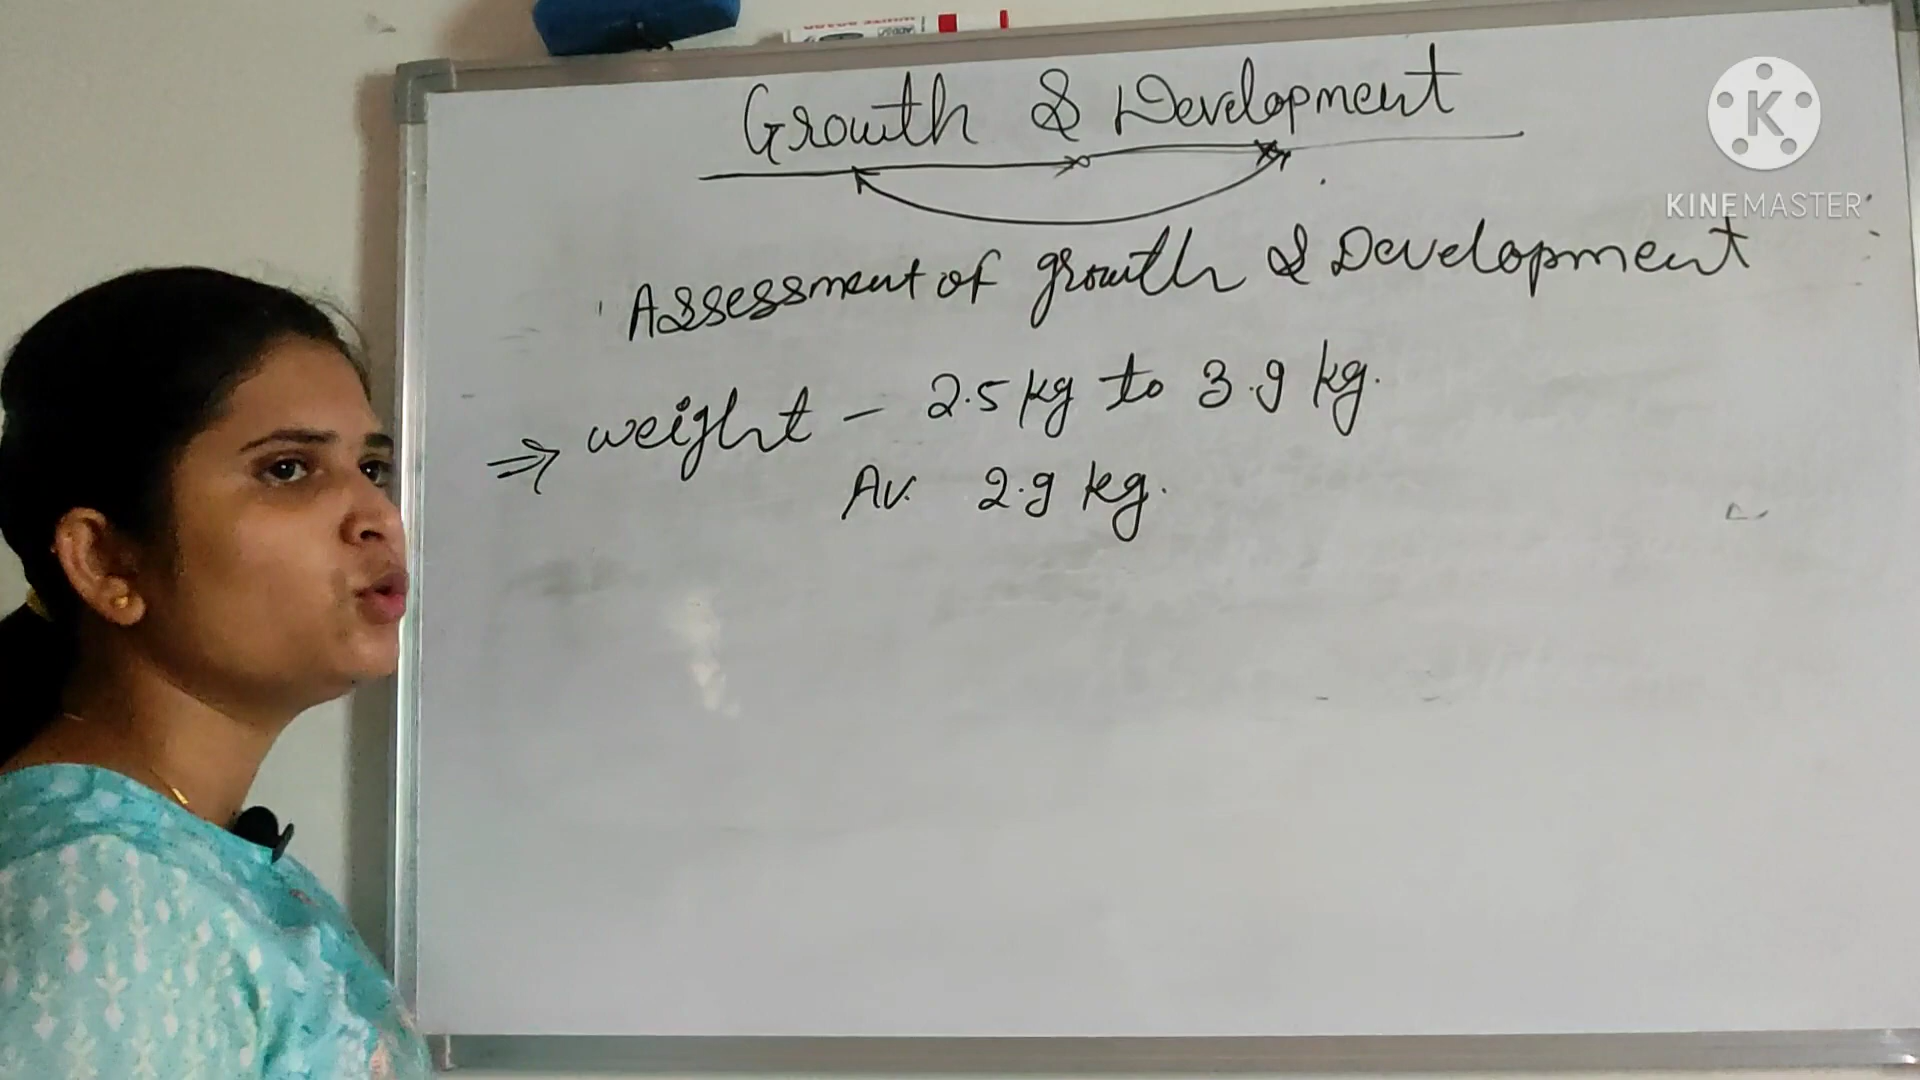 Growth & Development
Assessment of growth & Development
⇒ weight - 2.5 kg to 3.9 kg.
Av. 2.9 kg.
K
KINEMASTER